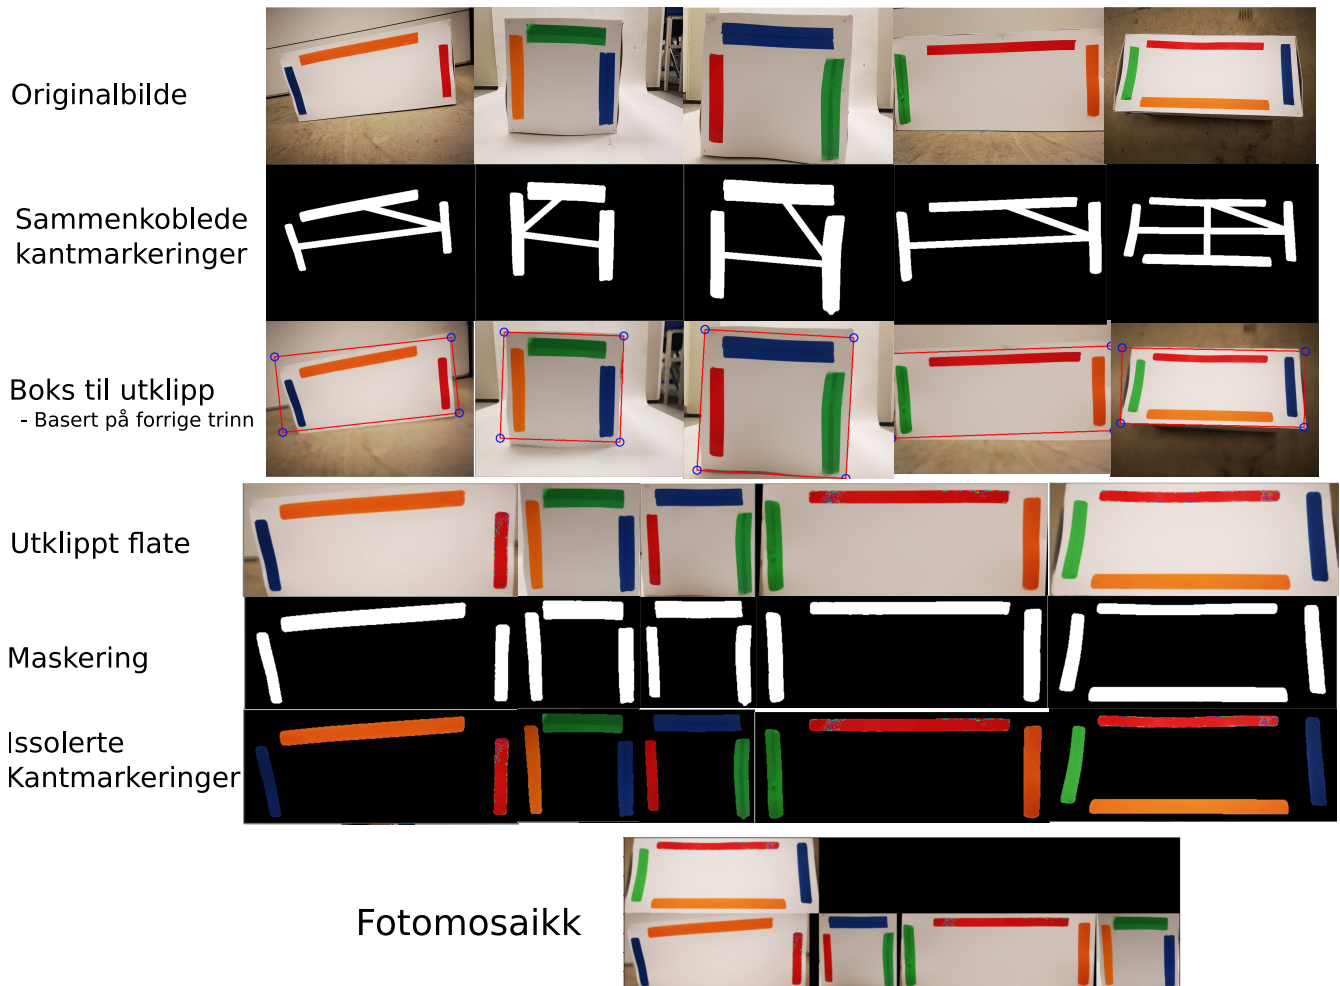 Originalbilde
Sammenkoblede
kantmarkeringer
Boks til utklipp
- Basert på forrige trinn
Utklippt flate
Maskering
Issolerte
Kantmarkeringer
Fotomosaikk